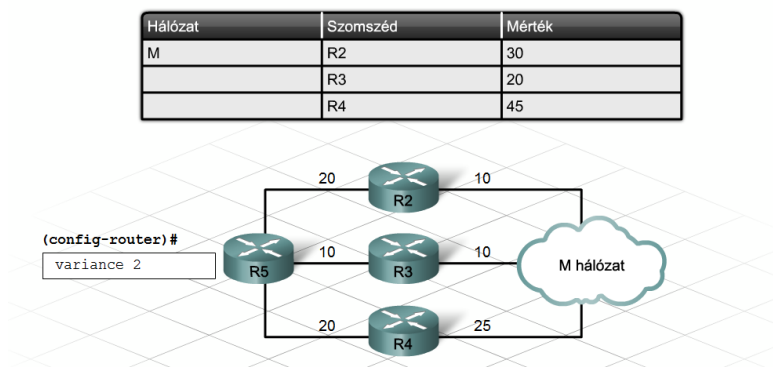 Hálózat Szomszéd Mérték
M R2 30
R3 20
R4 45
20 10
R2
(config-router)#
variance 2
10 10
R5 R3 M hálózat
20 25
R4